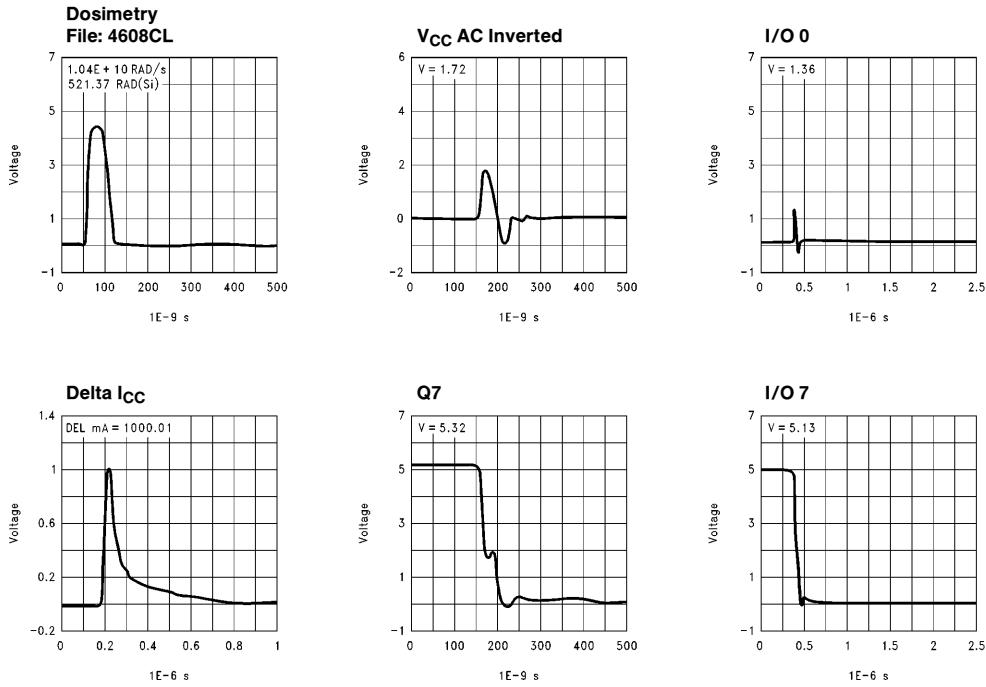 Dosimetry
File: 4608CL
1.04E + 10 RAD/s
521.37 RAD(Si)
7
5
3
1
−1
Voltage
0 100 200 300 400 500
1E-9 s
VCC AC Inverted
V = 1.72
6
4
2
0
−2
Voltage
0 100 200 300 400 500
1E-9 s
I/O 0
V = 1.36
7
5
3
1
−1
Voltage
0 0.5 1 1.5 2 2.5
1E-6 s
Delta ICC
DEL mA = 1000.01
1.4
1
0.6
0.2
−0.2
Voltage
0 0.2 0.4 0.6 0.8 1
1E-6 s
Q7
V = 5.32
7
5
3
1
−1
Voltage
0 100 200 300 400 500
1E-9 s
I/O 7
V = 5.13
7
5
3
1
−1
Voltage
0 0.5 1 1.5 2 2.5
1E-6 s